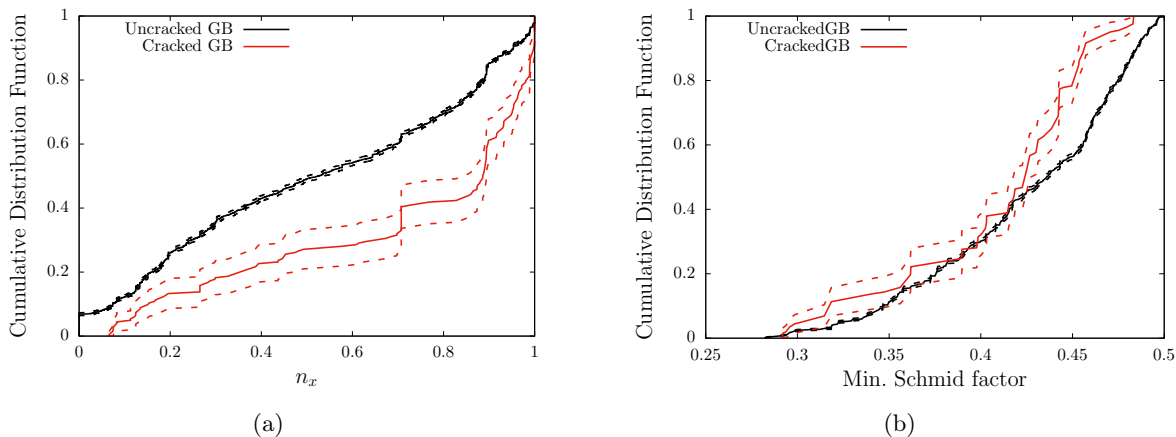 Uncracked GB
Cracked GB
Cumulative Distribution Function
1
0.8
0.6
0.4
0.2
0
0 0.2 0.4 0.6 0.8 1
n_x
(a)
UncrackedGB
CrackedGB
Cumulative Distribution Function
1
0.8
0.6
0.4
0.2
0
0.25 0.3 0.35 0.4 0.45 0.5
Min. Schmid factor
(b)